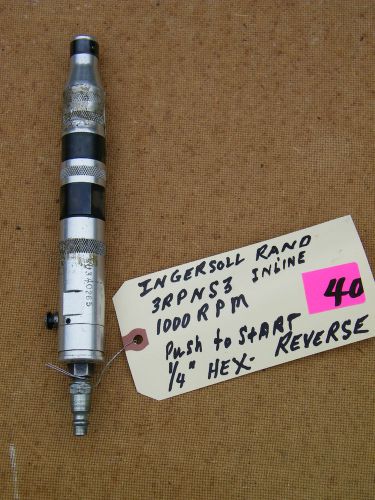 INGERSOLL RAND
3RPNS3 INLINE
1000 RPM
40
Push to START
1/4" HEX- REVERSE